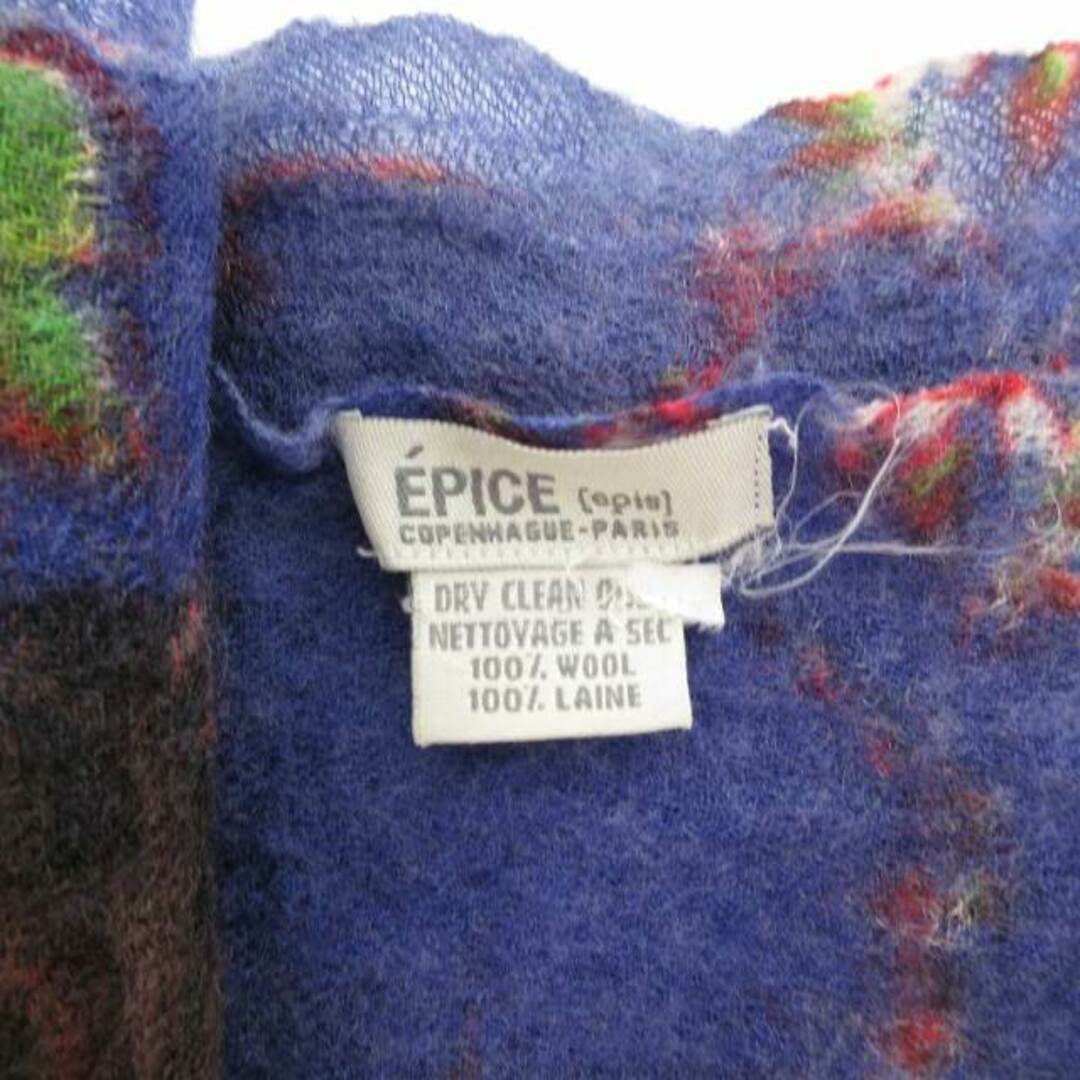 ÉPICE [epis]
COPENHAGUE-PARIS
DRY CLEAN
NETTOYAGE A SEC
100% WOOL
100% LAINE